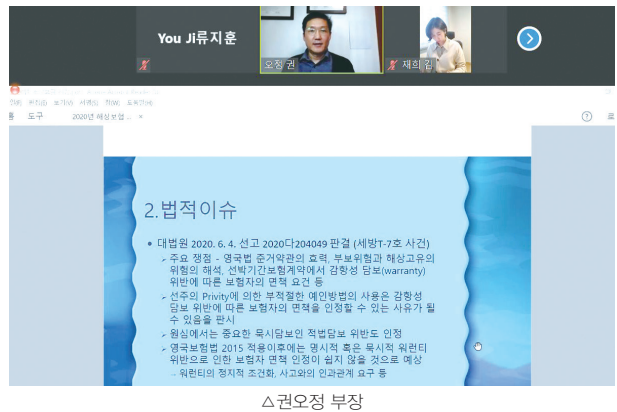 You Ji류지훈
오정 권
재희 김
도구
2020년 해상보험 ...
2.법적이슈
• 대법원 2020. 6. 4. 선고 2020다204049 판결 (세방T-7호 사건)
➢ 주요 쟁점 - 영국법 준거약관의 효력, 부보위험과 해상고유의
위험의 해석, 선박기간보험계약에서 감항성 담보(warranty)
위반에 따른 보험자의 면책 요건 등
➢ 선주의 Privity에 의한 부적절한 예인방법의 사용은 감항성
담보 위반에 따른 보험자의 면책을 인정할 수 있는 사유가 될
수 있음을 판시
➢ 원심에서는 중요한 묵시담보인 적법담보 위반도 인정
➢ 영국보험법 2015 적용이후에는 명시적 혹은 묵시적 워런티
위반으로 인한 보험자 면책 인정이 쉽지 않을 것으로 예상
– 워런티의 정지적 조건화, 사고와의 인과관계 요구 등
△권오정 부장